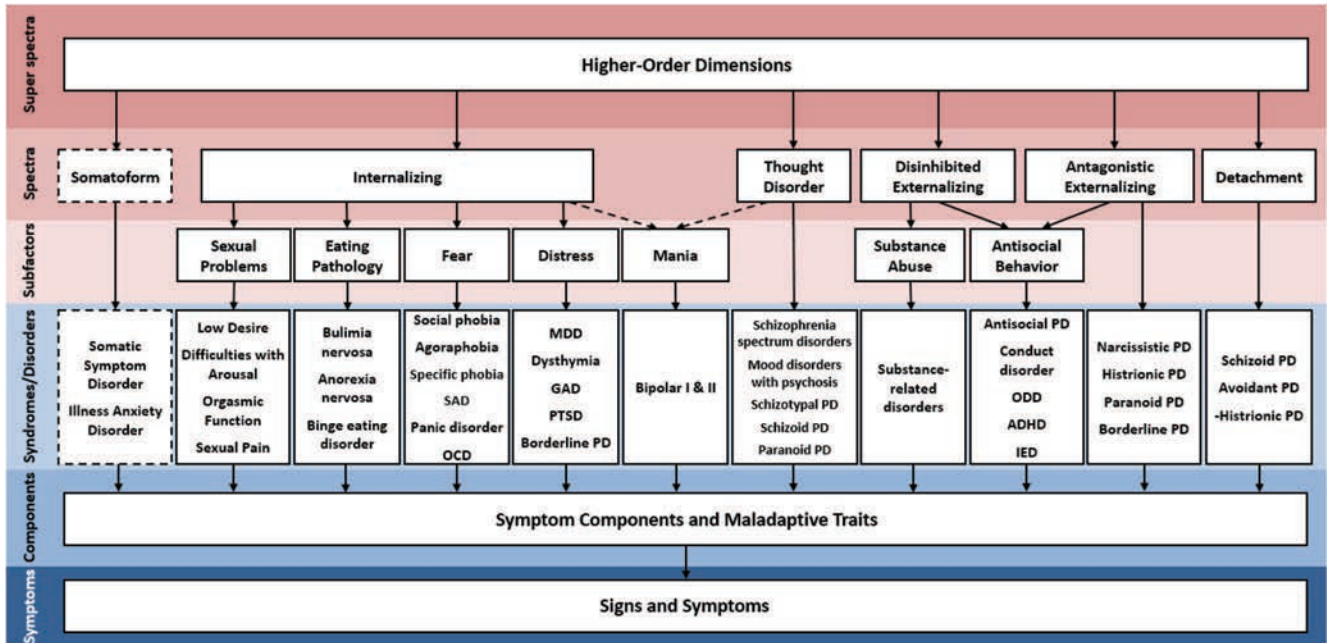 Super spectra
Higher-Order Dimensions
Spectra
Somatoform
Internalizing
Thought
Disorder
Disinhibited
Externalizing
Antagonistic
Externalizing
Detachment
Subfactors
Sexual
Problems
Eating
Pathology
Fear
Distress
Mania
Substance
Abuse
Antisocial
Behavior
Syndromes/Disorders
Somatic
Symptom
Disorder
Illness Anxiety
Disorder
Low Desire
Difficulties with
Arousal
Orgasmic
Function
Sexual Pain
Bulimia
nervosa
Anorexia
nervosa
Binge eating
disorder
Social phobia
Agoraphobia
Specific phobia
SAD
Panic disorder
OCD
MDD
Dysthymia
GAD
PTSD
Borderline PD
Bipolar I & II
Schizophrenia
spectrum disorders
Mood disorders
with psychosis
Schizotypal PD
Schizoid PD
Paranoid PD
Substance-
related
disorders
Antisocial PD
Conduct
disorder
ODD
ADHD
IED
Narcissistic PD
Histrionic PD
Paranoid PD
Borderline PD
Schizoid PD
Avoidant PD
-Histrionic PD
Components
Symptom Components and Maladaptive Traits
Symptoms
Signs and Symptoms